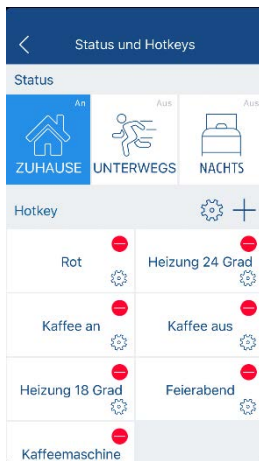 Status und Hotkeys
Status
An
Aus
Aus
ZUHAUSE
UNTERWEGS
NACHTS
Hotkey
Rot
Heizung 24 Grad
Kaffee an
Kaffee aus
Heizung 18 Grad
Feierabend
Kaffeemaschine